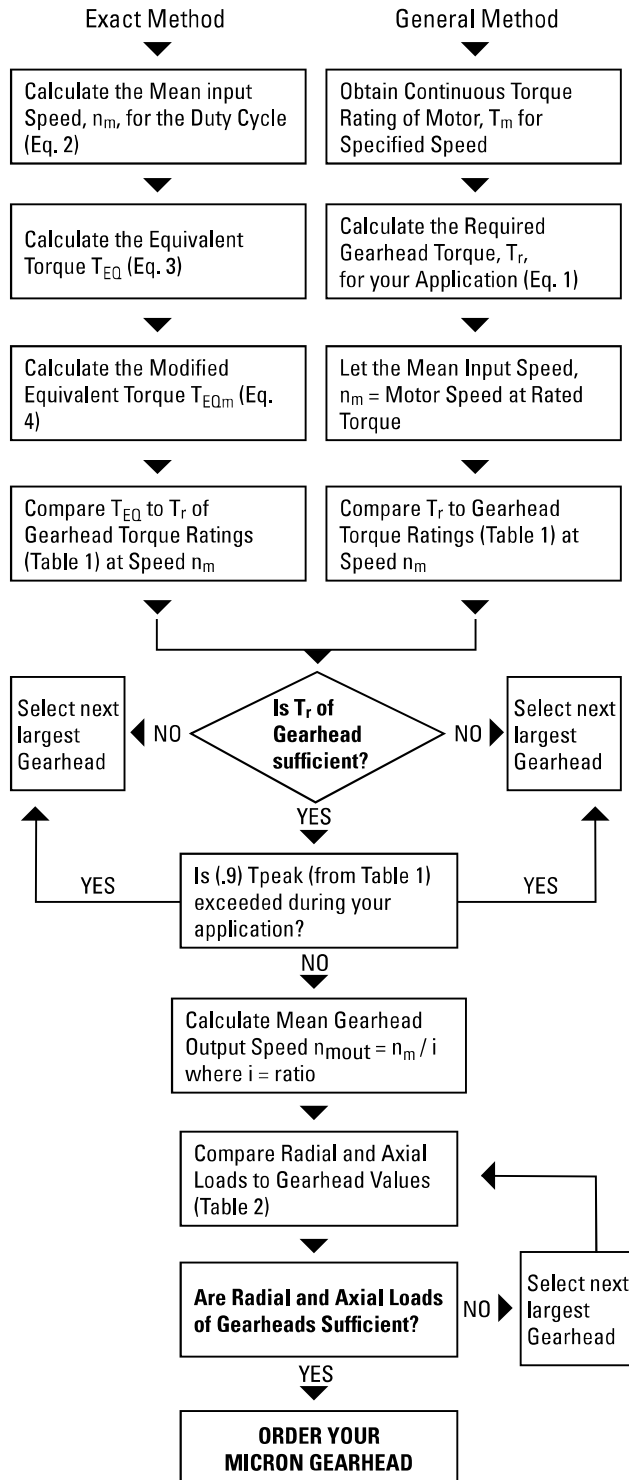 Exact Method
General Method
Calculate the Mean input
Speed, nm, for the Duty Cycle
(Eq. 2)
Obtain Continuous Torque
Rating of Motor, Tm for
Specified Speed
Calculate the Equivalent
Torque TEQ (Eq. 3)
Calculate the Required
Gearhead Torque, Tr,
for your Application (Eq. 1)
Calculate the Modified
Equivalent Torque TEQm (Eq.
4)
Let the Mean Input Speed,
nm = Motor Speed at Rated
Torque
Compare TEQ to Tr of
Gearhead Torque Ratings
(Table 1) at Speed nm
Compare Tr to Gearhead
Torque Ratings (Table 1) at
Speed nm
Select next
largest
Gearhead
NO
Is Tr of
Gearhead
sufficient?
NO
Select next
largest
Gearhead
YES
YES
Is (.9) Tpeak (from Table 1)
exceeded during your
application?
YES
NO
Calculate Mean Gearhead
Output Speed nmout = nm / i
where i = ratio
Compare Radial and Axial
Loads to Gearhead Values
(Table 2)
Are Radial and Axial Loads
of Gearheads Sufficient?
NO
Select next
largest
Gearhead
YES
ORDER YOUR
MICRON GEARHEAD